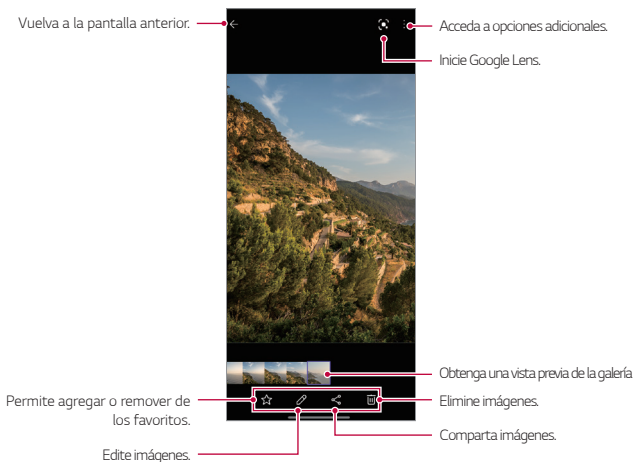 Vuelva a la pantalla anterior.
Acceda a opciones adicionales.
Inicie Google Lens.
Obtenga una vista previa de la galería
Permite agregar o remover de
los favoritos.
Elimine imágenes.
Comparta imágenes.
Edite imágenes.